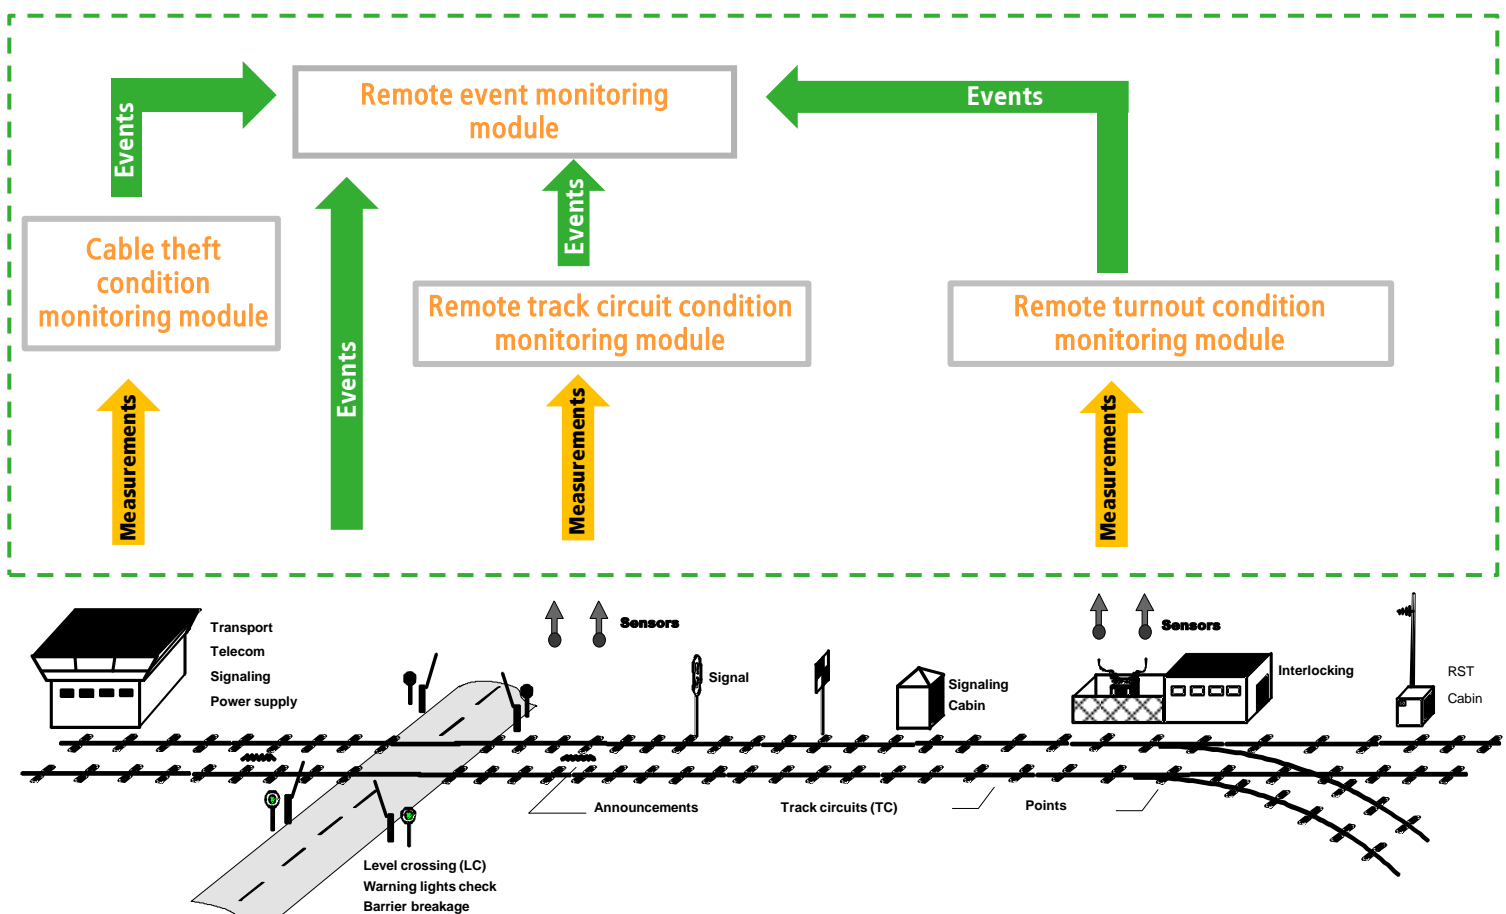 Remote event monitoring
module
Events
Events
Events
Events
Cable theft
condition
monitoring module
Remote track circuit condition
monitoring module
Remote turnout condition
monitoring module
Measurements
Measurements
Measurements
Sensors
Sensors
Transport
Telecom
Signaling
Power supply
Signal
Signaling
Cabin
Interlocking
RST
Cabin
Announcements
Track circuits (TC)
Points
Level crossing (LC)
Warning lights check
Barrier breakage